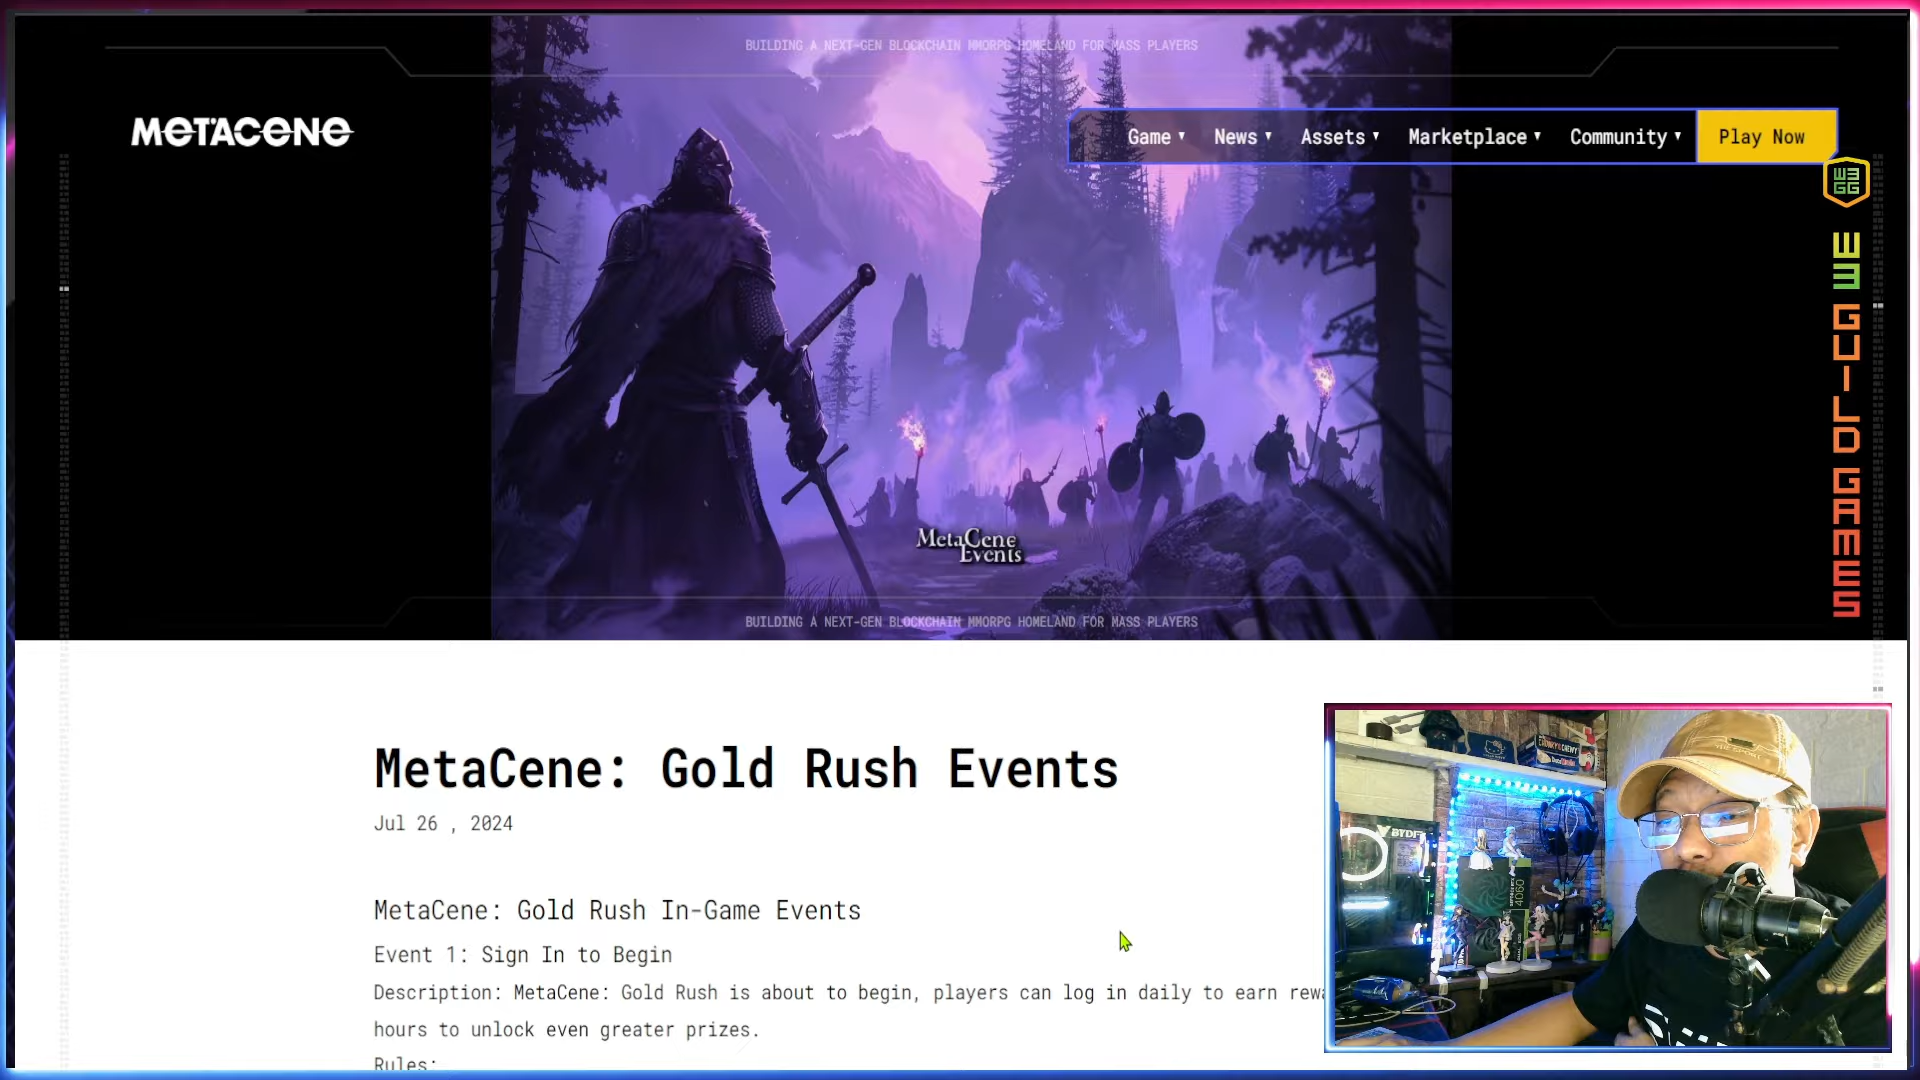 BUILDING A NEXT-GEN BLOCKCHAIN MMORPG HOMELAND FOR MASS PLAYERS
METACENE
Game News Assets Marketplace Community Play Now
W3 GG
W3 GUILD GAMES
MetaCene
Events
BUILDING A NEXT-GEN BLOCKCHAIN MMORPG HOMELAND FOR MASS PLAYERS
MetaCene: Gold Rush Events
Jul 26 , 2024
MetaCene: Gold Rush In-Game Events
Event 1: Sign In to Begin
Description: MetaCene: Gold Rush is about to begin, players can log in daily to earn rewa
hours to unlock even greater prizes.
Rules:
4060